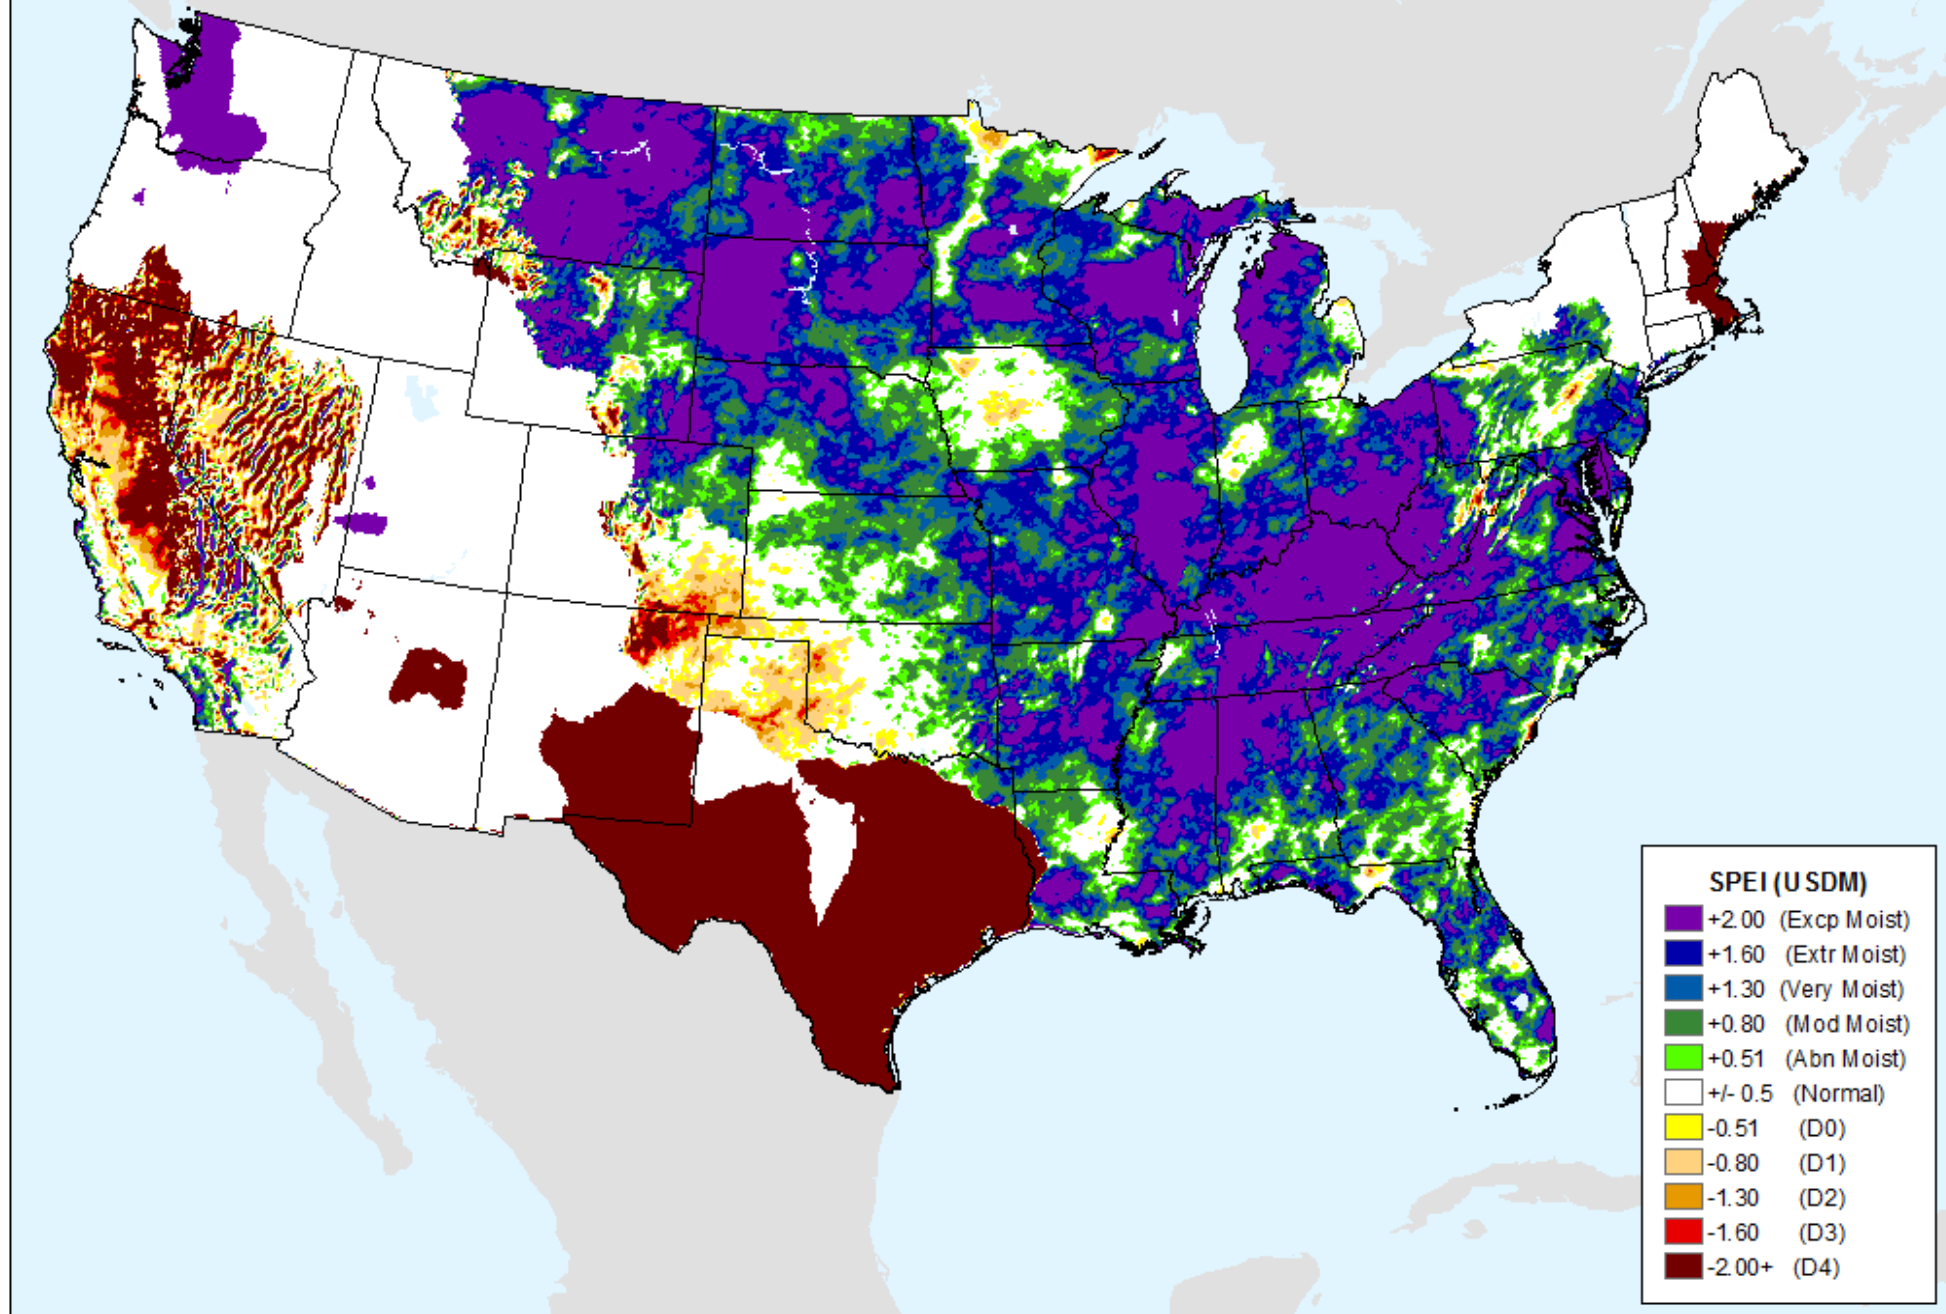 SPEI (USDM)
+2.00 (Excp Moist)
+1.60 (Extr Moist)
+1.30 (Very Moist)
+0.80 (Mod Moist)
+0.51 (Abn Moist)
+/- 0.5 (Normal)
-0.51 (D0)
-0.80 (D1)
-1.30 (D2)
-1.60 (D3)
-2.00+ (D4)